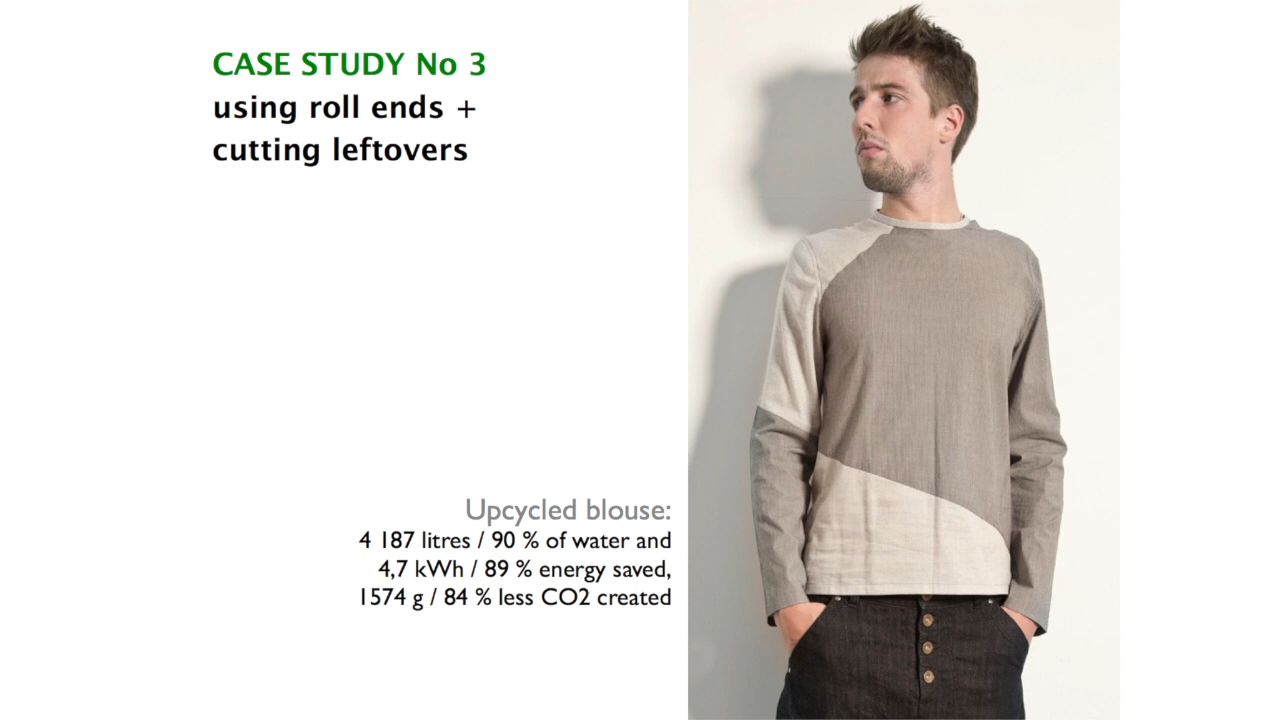 CASE STUDY No 3
using roll ends +
cutting leftovers
Upcycled blouse:
4 187 litres / 90 % of water and
4,7 kWh / 89 % energy saved,
1574 g / 84 % less CO2 created